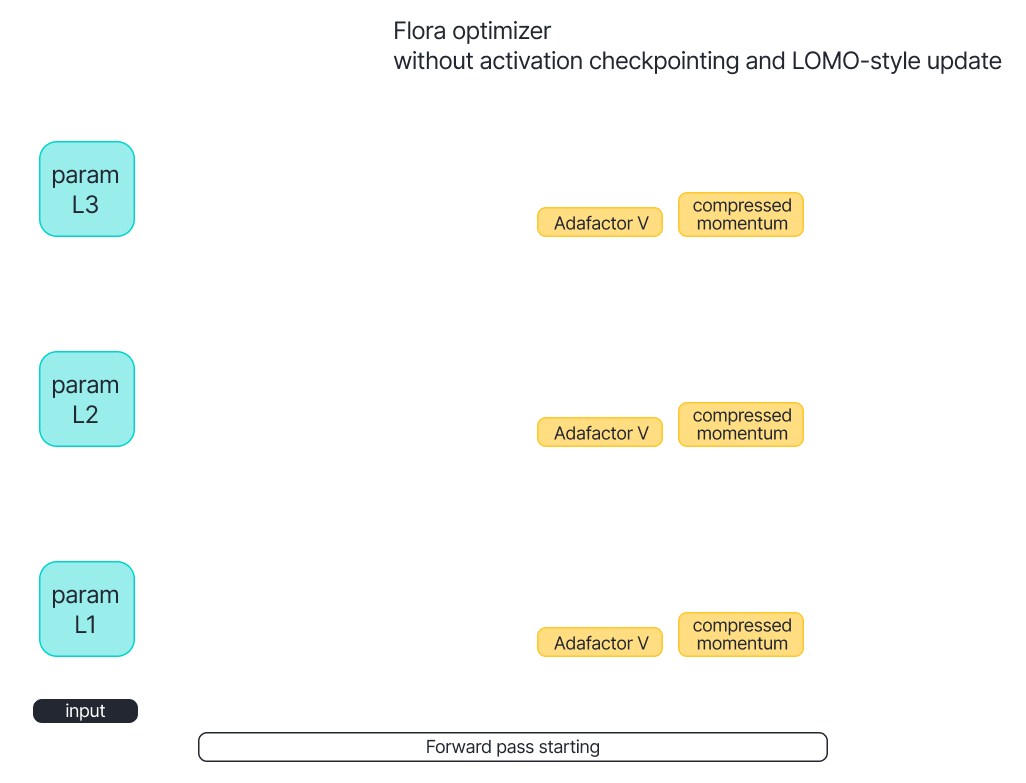 Flora optimizer
without activation checkpointing and LOMO-style update
param
L3
Adafactor V
compressed
momentum
param
L2
Adafactor V
compressed
momentum
param
L1
Adafactor V
compressed
momentum
input
Forward pass starting